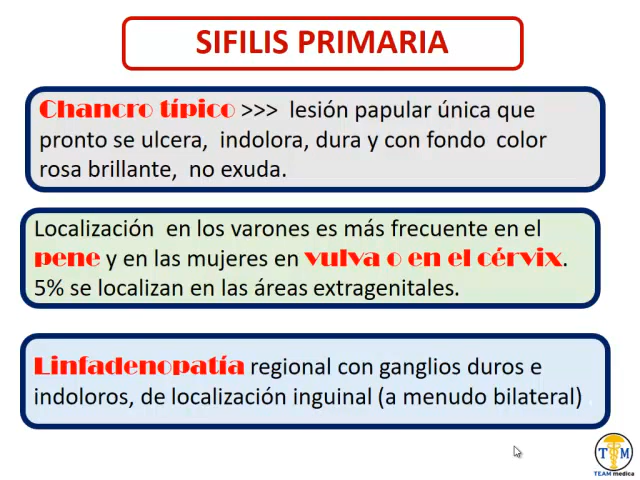 SIFILIS PRIMARIA
Chancro típico >>> lesión papular única que
pronto se ulcera, indolora, dura y con fondo color
rosa brillante, no exuda.
Localización en los varones es más frecuente en el
pene y en las mujeres en vulva o en el cérvix.
5% se localizan en las áreas extragenitales.
Linfadenopatía regional con ganglios duros e
indoloros, de localización inguinal (a menudo bilateral)
T M
TEAM medica